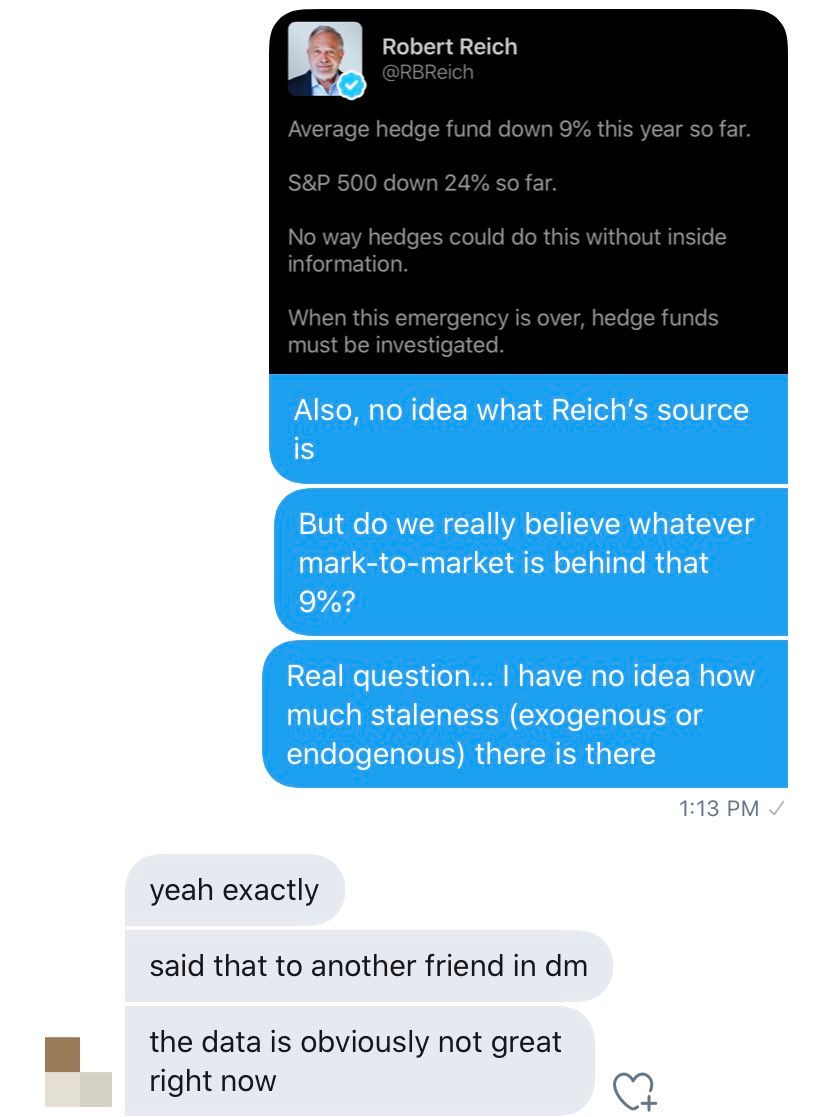 Robert Reich
@RBReich
Average hedge fund down 9% this year so far.
S&P 500 down 24% so far.
No way hedges could do this without inside
information.
When this emergency is over, hedge funds
must be investigated.
Also, no idea what Reich’s source
is
But do we really believe whatever
mark-to-market is behind that
9%?
Real question... I have no idea how
much staleness (exogenous or
endogenous) there is there
1:13 PM ✓
yeah exactly
said that to another friend in dm
the data is obviously not great
right now